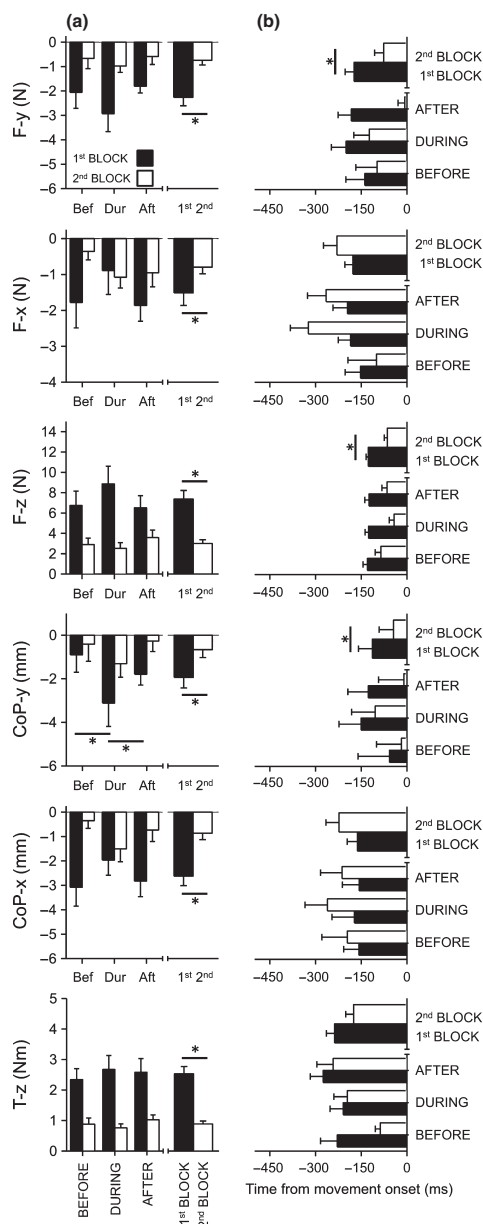 (a)
(b)
F-y (N)
0
−1
−2
−3
−4
−5
−6
1st BLOCK
2nd BLOCK
*
Bef Dur Aft 1st 2nd
*
2nd BLOCK
1st BLOCK
AFTER
DURING
BEFORE
−450 −300 −150 0
F-x (N)
0
−1
−2
−3
−4
*
Bef Dur Aft 1st 2nd
2nd BLOCK
1st BLOCK
AFTER
DURING
BEFORE
−450 −300 −150 0
F-z (N)
14
12
10
8
6
4
2
0
*
Bef Dur Aft 1st 2nd
*
2nd BLOCK
1st BLOCK
AFTER
DURING
BEFORE
−450 −300 −150 0
CoP-y (mm)
0
−2
−4
−6
* * *
Bef Dur Aft 1st 2nd
*
2nd BLOCK
1st BLOCK
AFTER
DURING
BEFORE
−450 −300 −150 0
CoP-x (mm)
0
−1
−2
−3
−4
−5
−6
*
Bef Dur Aft 1st 2nd
2nd BLOCK
1st BLOCK
AFTER
DURING
BEFORE
−450 −300 −150 0
T-z (Nm)
5
4
3
2
1
0
*
BEFORE
DURING
AFTER
1st BLOCK
2nd BLOCK
2nd BLOCK
1st BLOCK
AFTER
DURING
BEFORE
−450 −300 −150 0
Time from movement onset (ms)